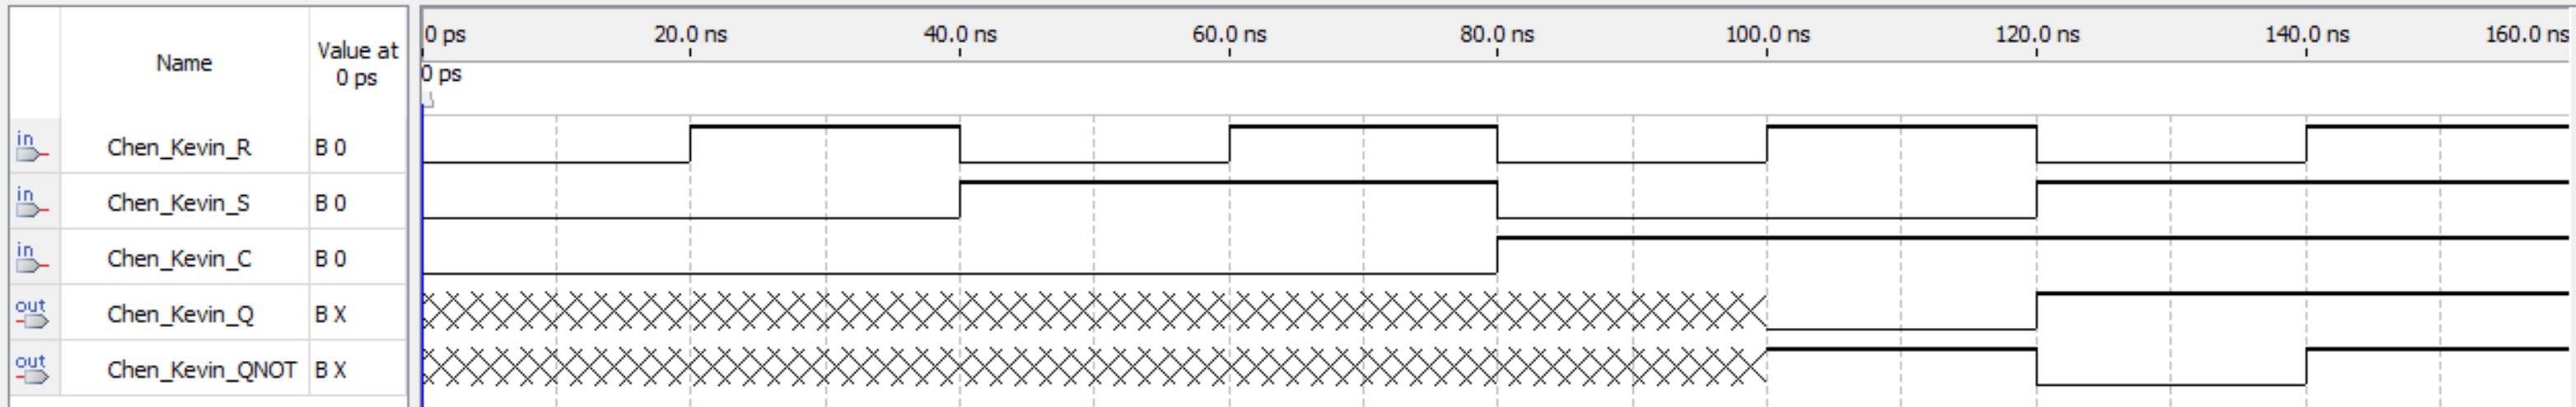 Name
Value at
0 ps
0 ps 20.0 ns 40.0 ns 60.0 ns 80.0 ns 100.0 ns 120.0 ns 140.0 ns 160.0 ns
0 ps
in Chen_Kevin_R B 0
in Chen_Kevin_S B 0
in Chen_Kevin_C B 0
out Chen_Kevin_Q B X
out Chen_Kevin_QNOT B X